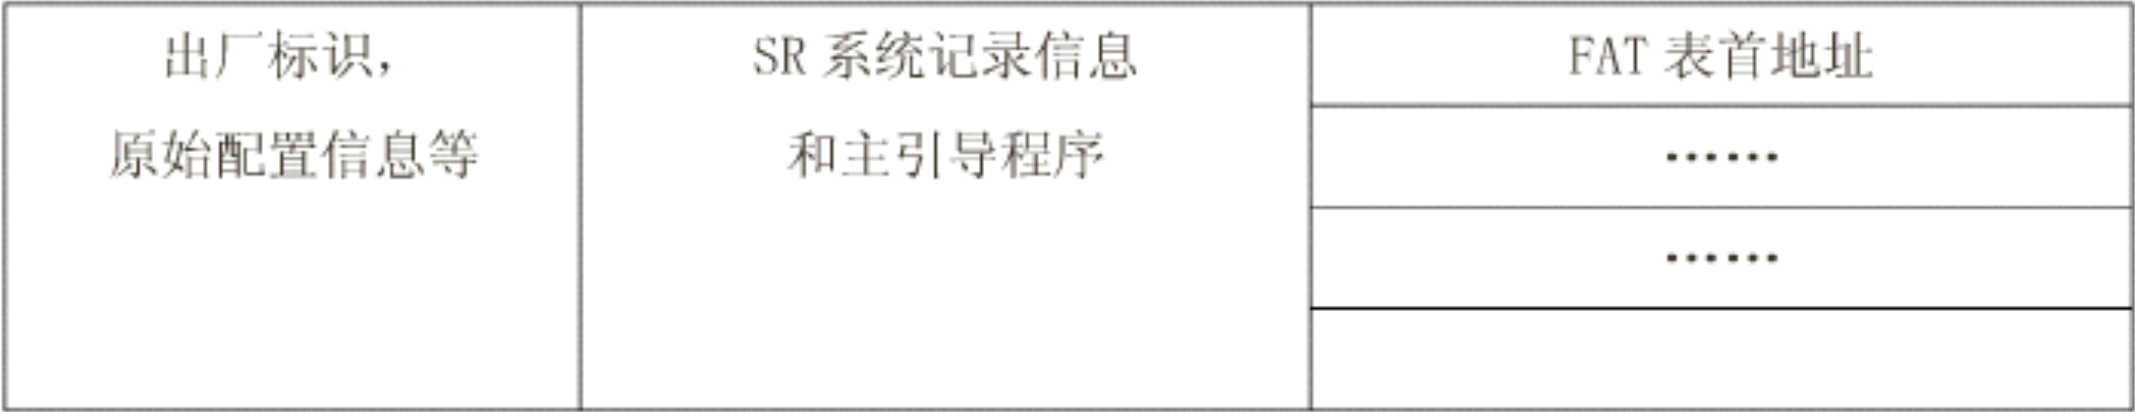 出厂标识，
原始配置信息等
SR 系统记录信息
和主引导程序
FAT 表首地址
……
……